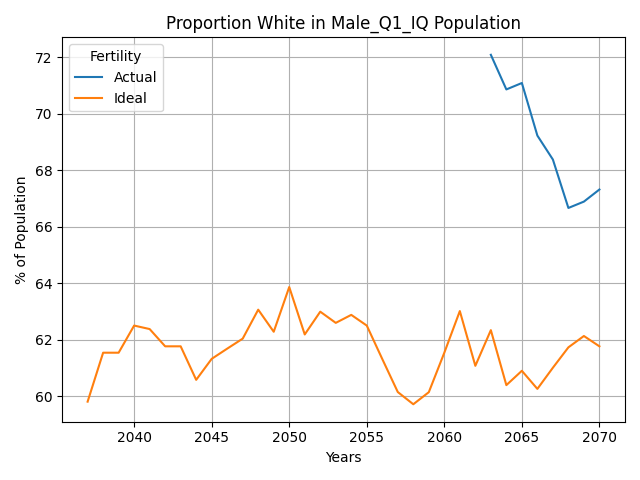 Proportion White in Male_Q1_IQ Population
Fertility
Actual
Ideal
% of Population
72
70
68
66
64
62
60
2040 2045 2050 2055 2060 2065 2070
Years